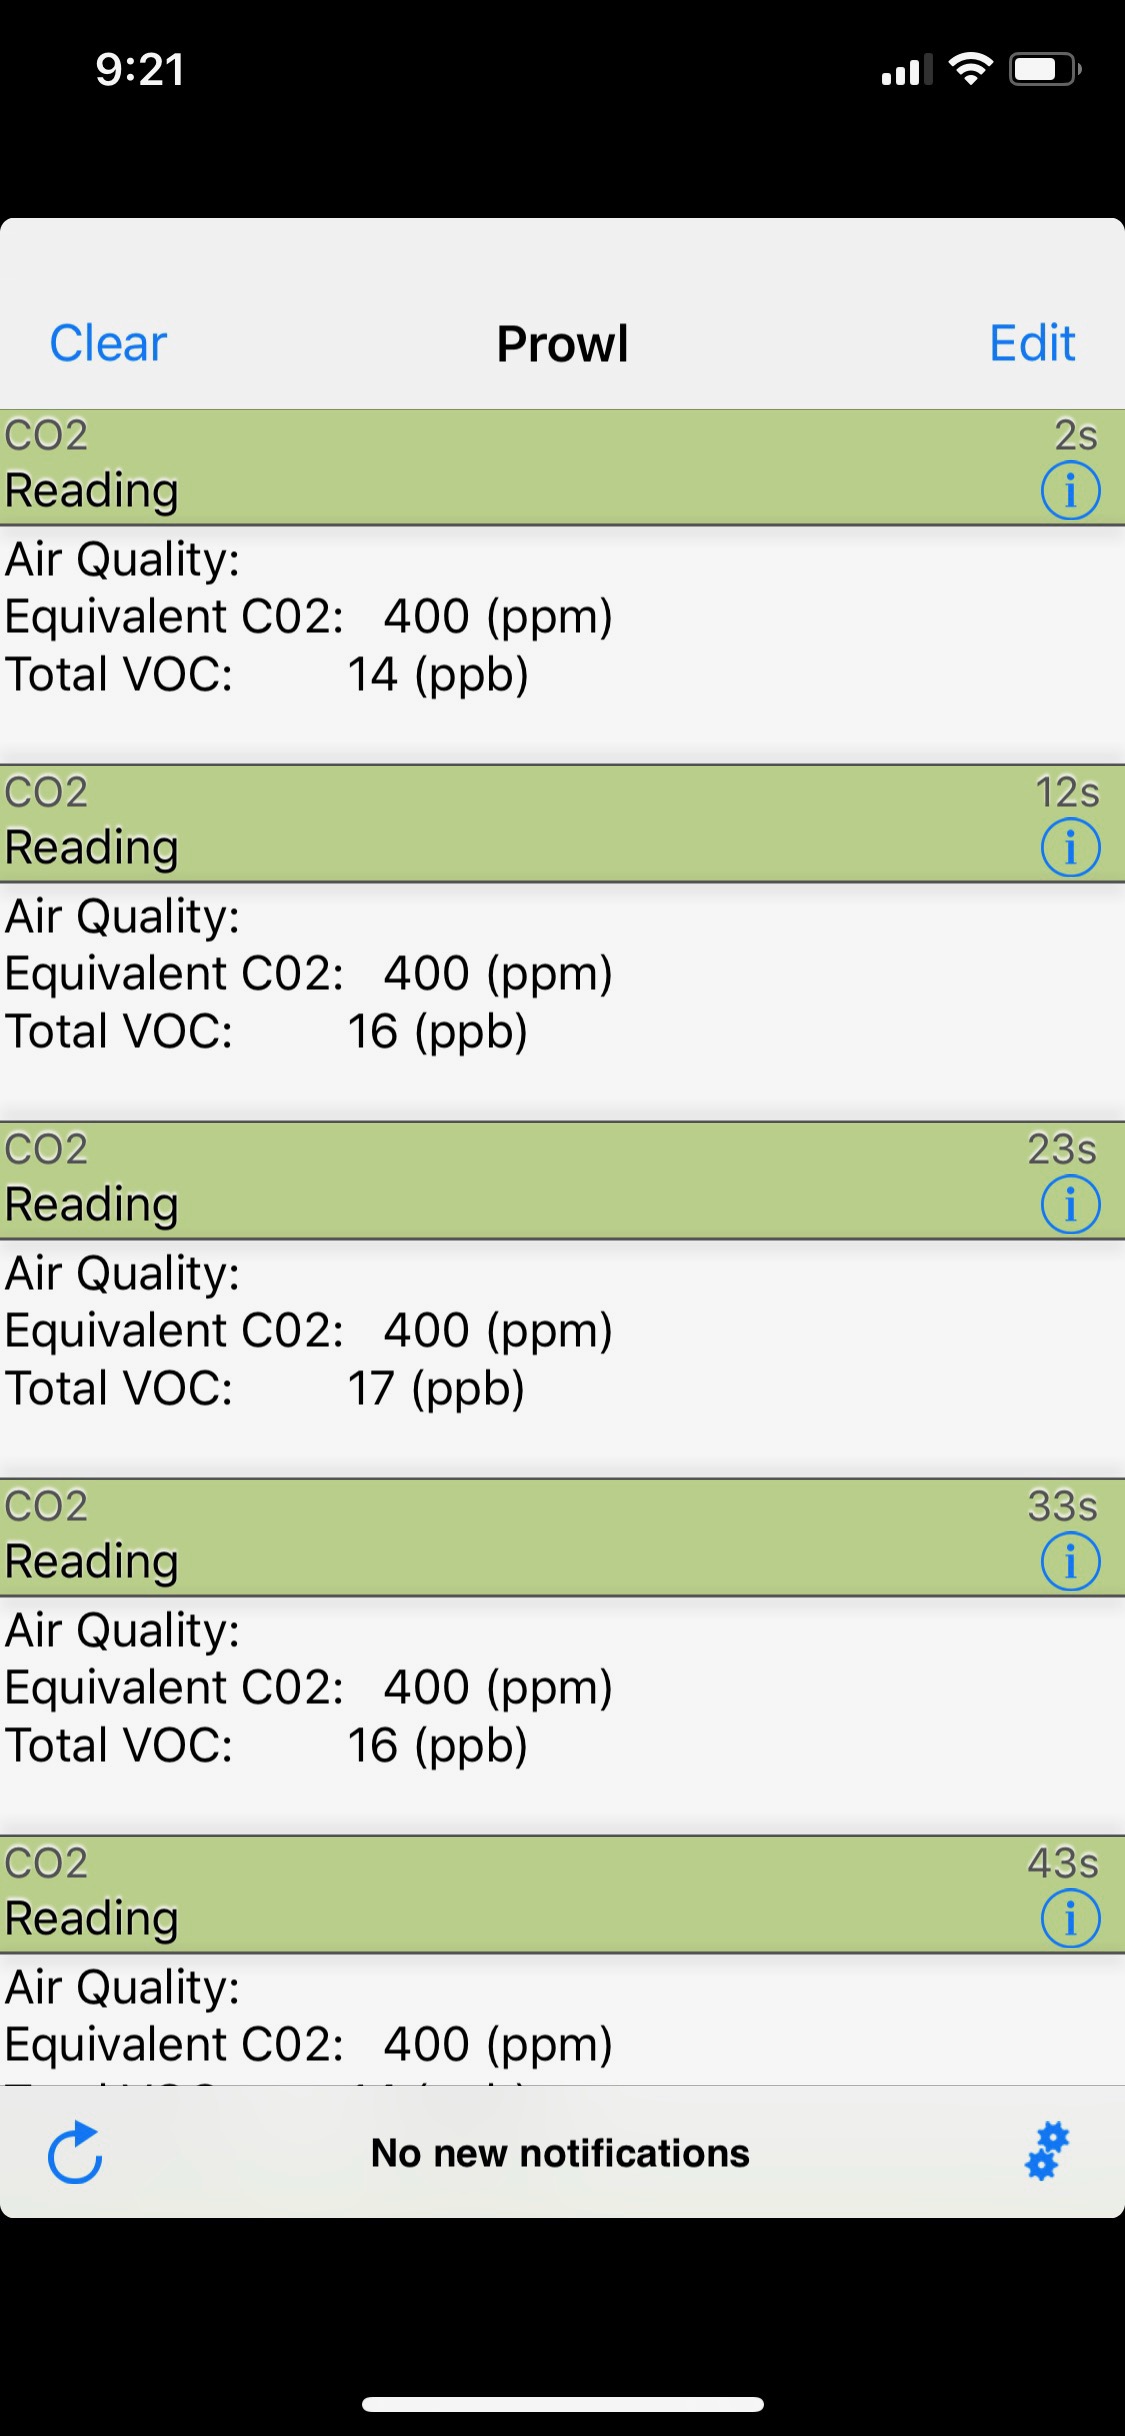 9:21
Clear Prowl Edit
CO2 2s
Reading
Air Quality:
Equivalent C02: 400 (ppm)
Total VOC: 14 (ppb)
CO2 12s
Reading
Air Quality:
Equivalent C02: 400 (ppm)
Total VOC: 16 (ppb)
CO2 23s
Reading
Air Quality:
Equivalent C02: 400 (ppm)
Total VOC: 17 (ppb)
CO2 33s
Reading
Air Quality:
Equivalent C02: 400 (ppm)
Total VOC: 16 (ppb)
CO2 43s
Reading
Air Quality:
Equivalent C02: 400 (ppm)
No new notifications